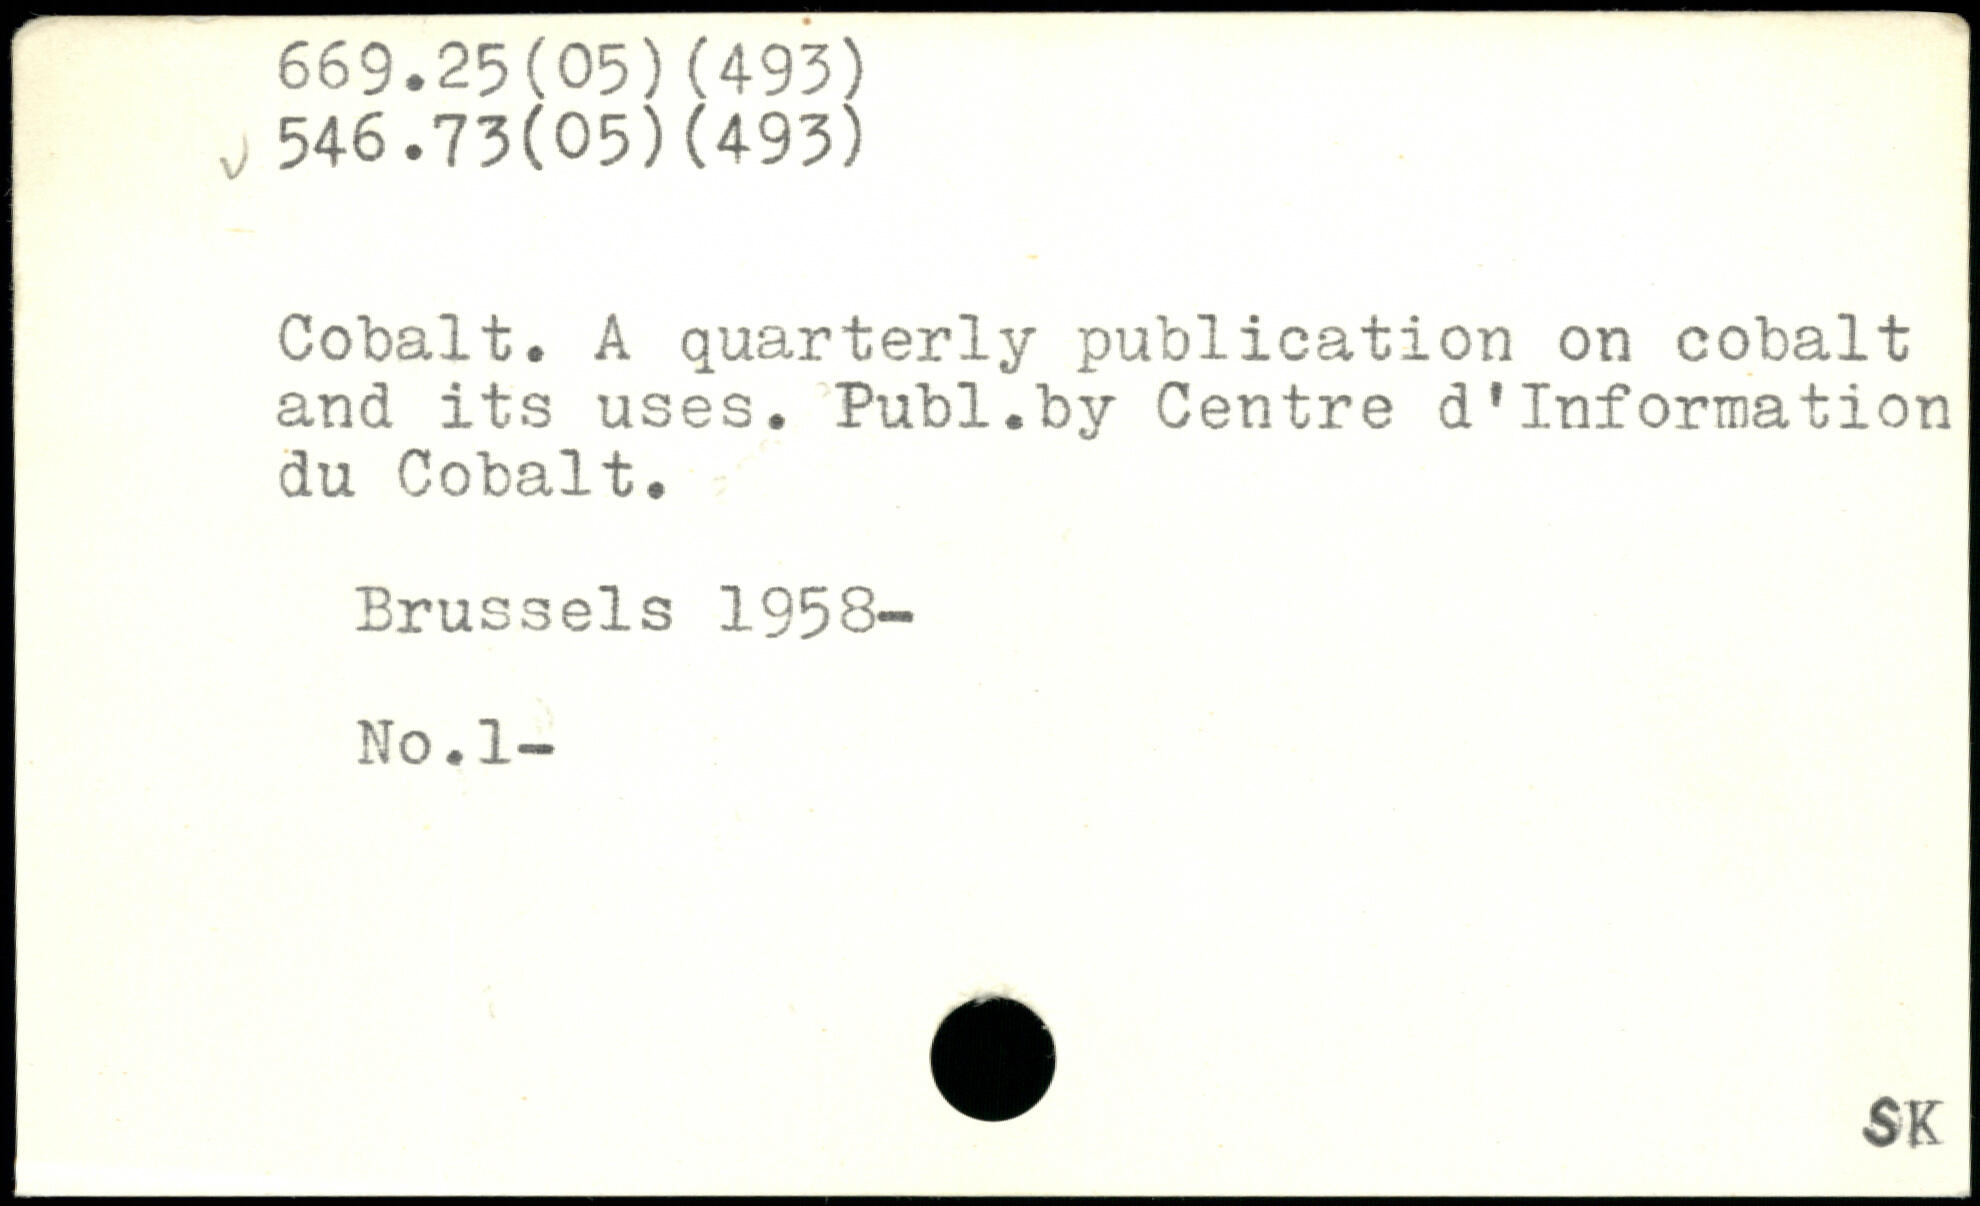 669.25(05)(493)
546.73(05)(493)
Cobalt. A quarterly publication on cobalt
and its uses. Publ.by Centre d'Information
du Cobalt.
Brussels 1958-
No.1-
SK